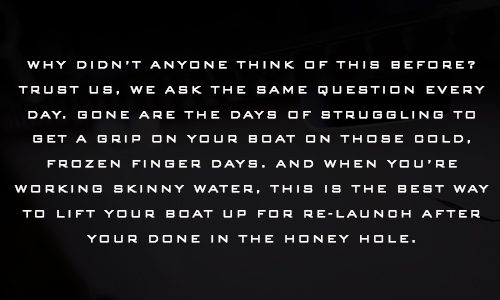 WHY DIDN'T ANYONE THINK OF THIS BEFORE?
TRUST US, WE ASK THE SAME QUESTION EVERY
DAY. GONE ARE THE DAYS OF STRUGGLING TO
GET A GRIP ON YOUR BOAT ON THOSE COLD,
FROZEN FINGER DAYS. AND WHEN YOU'RE
WORKING SKINNY WATER, THIS IS THE BEST WAY
TO LIFT YOUR BOAT UP FOR RE-LAUNCH AFTER
YOUR DONE IN THE HONEY HOLE.